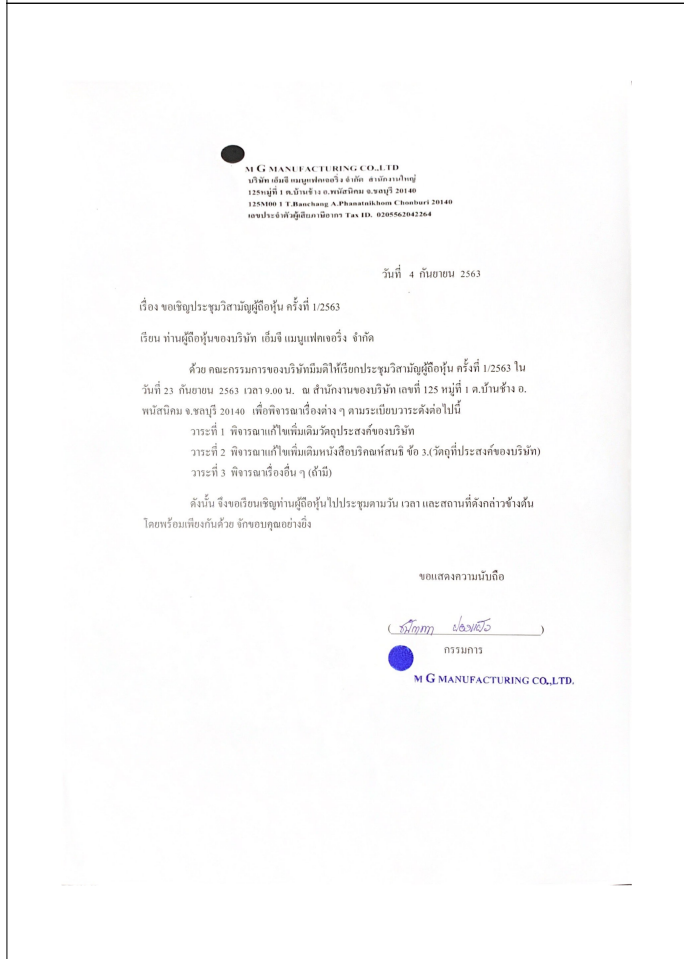 M G MANUFACTURING CO.,LTD
บริษัท เอ็มจี แมนูแฟคเจอริ่ง จำกัด สำนักงานใหญ่
125หมู่ที่ 1 ต.บ้านช้าง อ.พนัสนิคม จ.ชลบุรี 20140
125M00 1 T.Banchang A.Phanatnikhom Chonburi 20140
เลขประจำตัวผู้เสียภาษีอากร Tax ID. 0205562042264
วันที่ 4 กันยายน 2563
เรื่อง ขอเชิญประชุมวิสามัญผู้ถือหุ้น ครั้งที่ 1/2563
เรียน ท่านผู้ถือหุ้นของบริษัท เอ็มจี แมนูแฟคเจอริ่ง จำกัด
ด้วย คณะกรรมการของบริษัทมีมติให้เรียกประชุมวิสามัญผู้ถือหุ้น ครั้งที่ 1/2563 ใน
วันที่ 23 กันยายน 2563 เวลา 9.00 น. ณ สำนักงานของบริษัท เลขที่ 125 หมู่ที่ 1 ต.บ้านช้าง อ.
พนัสนิคม จ.ชลบุรี 20140 เพื่อพิจารณาเรื่องต่าง ๆ ตามระเบียบวาระดังต่อไปนี้
วาระที่ 1 พิจารณาแก้ไขเพิ่มเติมวัตถุประสงค์ของบริษัท
วาระที่ 2 พิจารณาแก้ไขเพิ่มเติมหนังสือบริคณห์สนธิ ข้อ 3.(วัตถุที่ประสงค์ของบริษัท)
วาระที่ 3 พิจารณาเรื่องอื่น ๆ (ถ้ามี)
ดังนั้น จึงขอเรียนเชิญท่านผู้ถือหุ้นไปประชุมตามวัน เวลา และสถานที่ดังกล่าวข้างต้น
โดยพร้อมเพียงกันด้วย จักขอบคุณอย่างยิ่ง
ขอแสดงความนับถือ
กรรมการ
M G MANUFACTURING CO.,LTD.